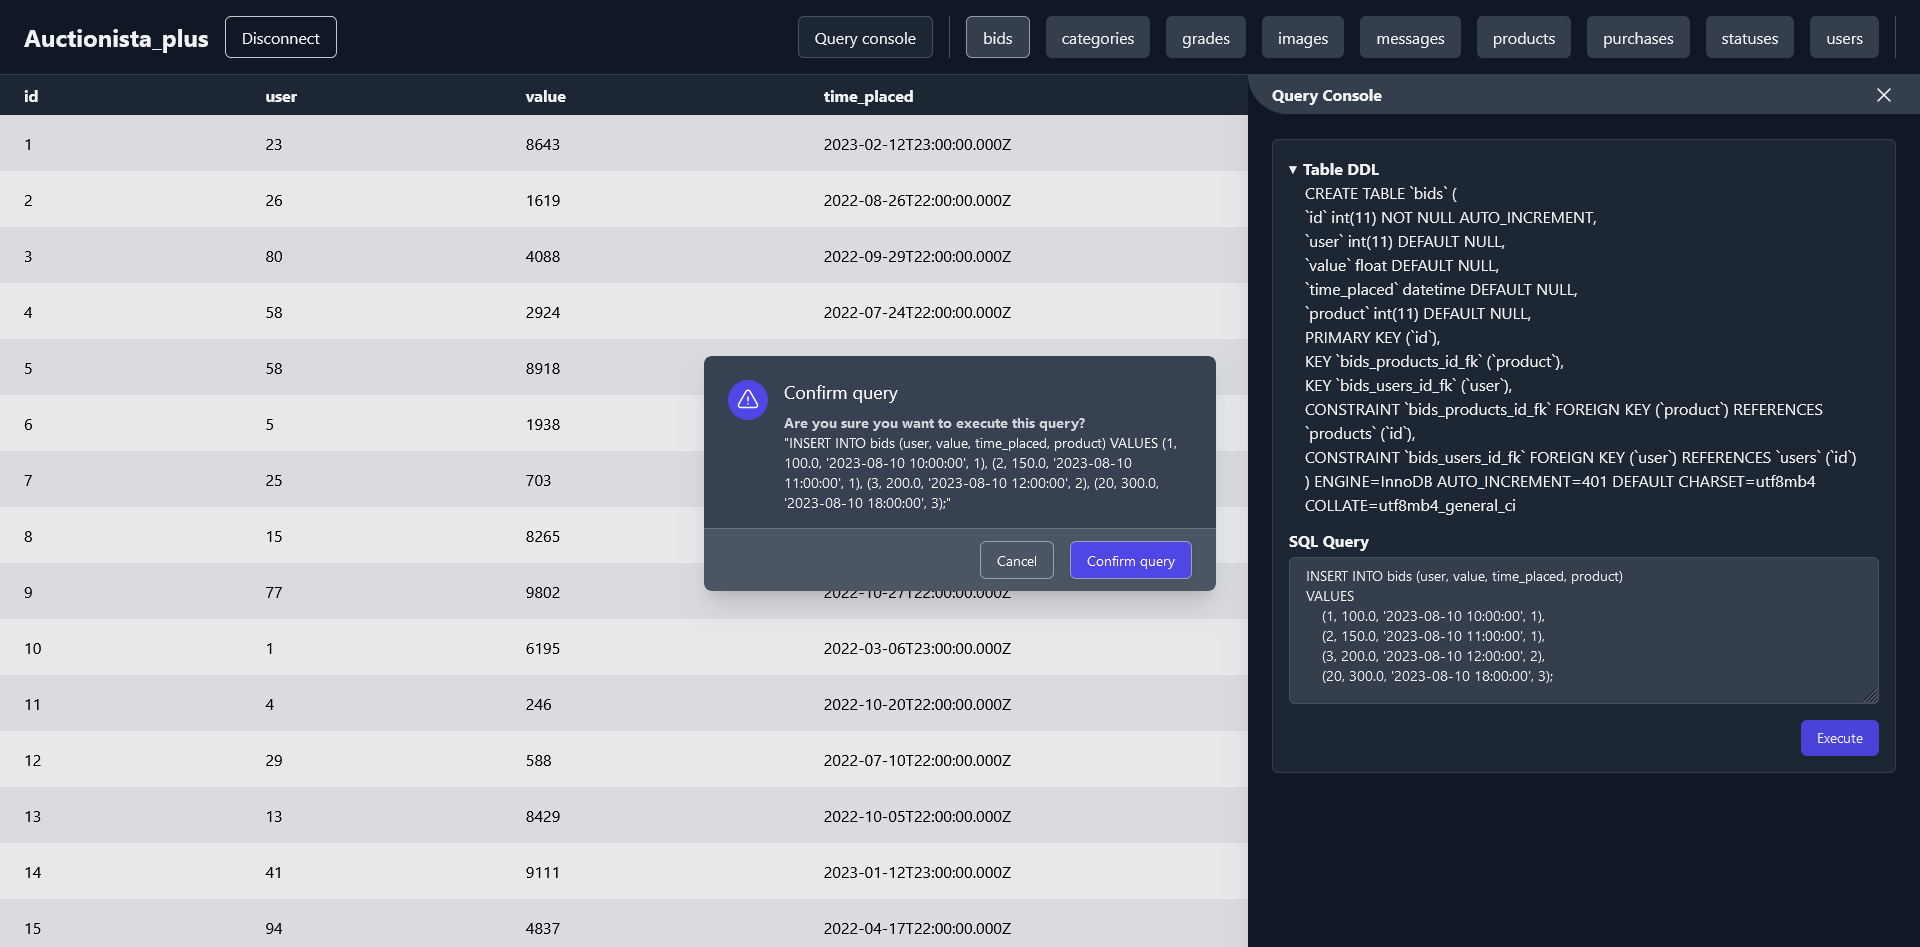 Auctionista_plus Disconnect Query console bids categories grades images messages products purchases statuses users
id user value time_placed
1 23 8643 2023-02-12T23:00:00.000Z
2 26 1619 2022-08-26T22:00:00.000Z
3 80 4088 2022-09-29T22:00:00.000Z
4 58 2924 2022-07-24T22:00:00.000Z
5 58 8918
6 5 1938
7 25 703
8 15 8265
9 77 9802 2022-10-27T22:00:00.000Z
10 1 6195 2022-03-06T23:00:00.000Z
11 4 246 2022-10-20T22:00:00.000Z
12 29 588 2022-07-10T22:00:00.000Z
13 13 8429 2022-10-05T22:00:00.000Z
14 41 9111 2023-01-12T23:00:00.000Z
15 94 4837 2022-04-17T22:00:00.000Z
Confirm query
Are you sure you want to execute this query?
"INSERT INTO bids (user, value, time_placed, product) VALUES (1,
100.0, '2023-08-10 10:00:00', 1), (2, 150.0, '2023-08-10
11:00:00', 1), (3, 200.0, '2023-08-10 12:00:00', 2), (20, 300.0,
'2023-08-10 18:00:00', 3);"
Cancel Confirm query
Query Console
▼ Table DDL
CREATE TABLE `bids` (
`id` int(11) NOT NULL AUTO_INCREMENT,
`user` int(11) DEFAULT NULL,
`value` float DEFAULT NULL,
`time_placed` datetime DEFAULT NULL,
`product` int(11) DEFAULT NULL,
PRIMARY KEY (`id`),
KEY `bids_products_id_fk` (`product`),
KEY `bids_users_id_fk` (`user`),
CONSTRAINT `bids_products_id_fk` FOREIGN KEY (`product`) REFERENCES
`products` (`id`),
CONSTRAINT `bids_users_id_fk` FOREIGN KEY (`user`) REFERENCES `users` (`id`)
) ENGINE=InnoDB AUTO_INCREMENT=401 DEFAULT CHARSET=utf8mb4
COLLATE=utf8mb4_general_ci
SQL Query
INSERT INTO bids (user, value, time_placed, product)
VALUES
(1, 100.0, '2023-08-10 10:00:00', 1),
(2, 150.0, '2023-08-10 11:00:00', 1),
(3, 200.0, '2023-08-10 12:00:00', 2),
(20, 300.0, '2023-08-10 18:00:00', 3);
Execute